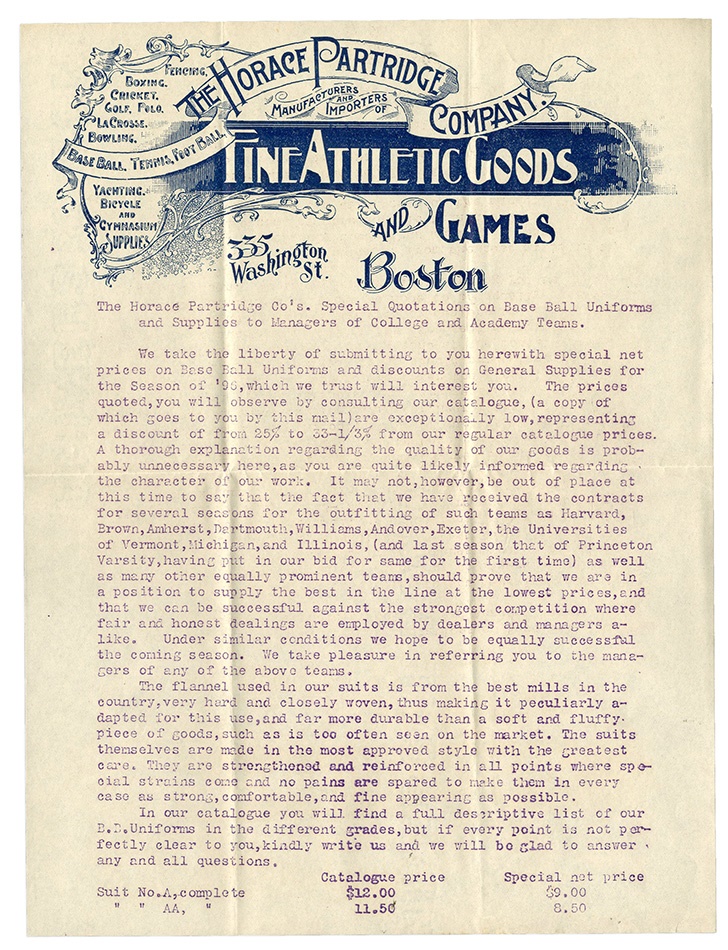 THE HORACE PARTRIDGE
COMPANY.
MANUFACTURERS
AND
IMPORTERS
OF
FENCING,
BOXING.
CRICKET.
GOLF, POLO.
LACROSSE.
BOWLING.
BASE BALL, TENNIS, FOOT BALL,
YACHTING.
BICYCLE
AND
GYMNASIUM
SUPPLIES
FINE ATHLETIC GOODS
AND GAMES
335
Washington
St.
Boston
The Horace Partridge Co's. Special Quotations on Base Ball Uniforms
and Supplies to Managers of College and Academy Teams.
We take the liberty of submitting to you herewith special net
prices on Base Ball Uniforms and discounts on General Supplies for
the Season of '96,which we trust will interest you. The prices
quoted,you will observe by consulting our catalogue,(a copy of
which goes to you by this mail)are exceptionally low,representing
a discount of from 25% to 33-1/3% from our regular catalogue prices.
A thorough explanation regarding the quality of our goods is prob-
ably unnecessary here,as you are quite likely informed regarding
the character of our work. It may not,however,be out of place at
this time to say that the fact that we have received the contracts
for several seasons for the outfitting of such teams as Harvard,
Brown,Amherst,Dartmouth,Williams,Andover,Exeter,the Universities
of Vermont,Michigan,and Illinois,(and last season that of Princeton
Varsity,having put in our bid for same for the first time) as well
as many other equally prominent teams,should prove that we are in
a position to supply the best in the line at the lowest prices,and
that we can be successful against the strongest competition where
fair and honest dealings are employed by dealers and managers a-
like. Under similar conditions we hope to be equally successful
the coming season. We take pleasure in referring you to the mana-
gers of any of the above teams.
The flannel used in our suits is from the best mills in the
country,very hard and closely woven,thus making it peculiarly a-
dapted for this use,and far more durable than a soft and fluffy
piece of goods,such as is too often seen on the market. The suits
themselves are made in the most approved style with the greatest
care. They are strengthened and reinforced in all points where spe-
cial strains come and no pains are spared to make them in every
case as strong,comfortable,and fine appearing as possible.
In our catalogue you will find a full descriptive list of our
B.B.Uniforms in the different grades,but if every point is not per-
fectly clear to you,kindly write us and we will be glad to answer
any and all questions.
Catalogue price Special net price
Suit No.A,complete $12.00 $9.00
" " AA, " 11.50 8.50